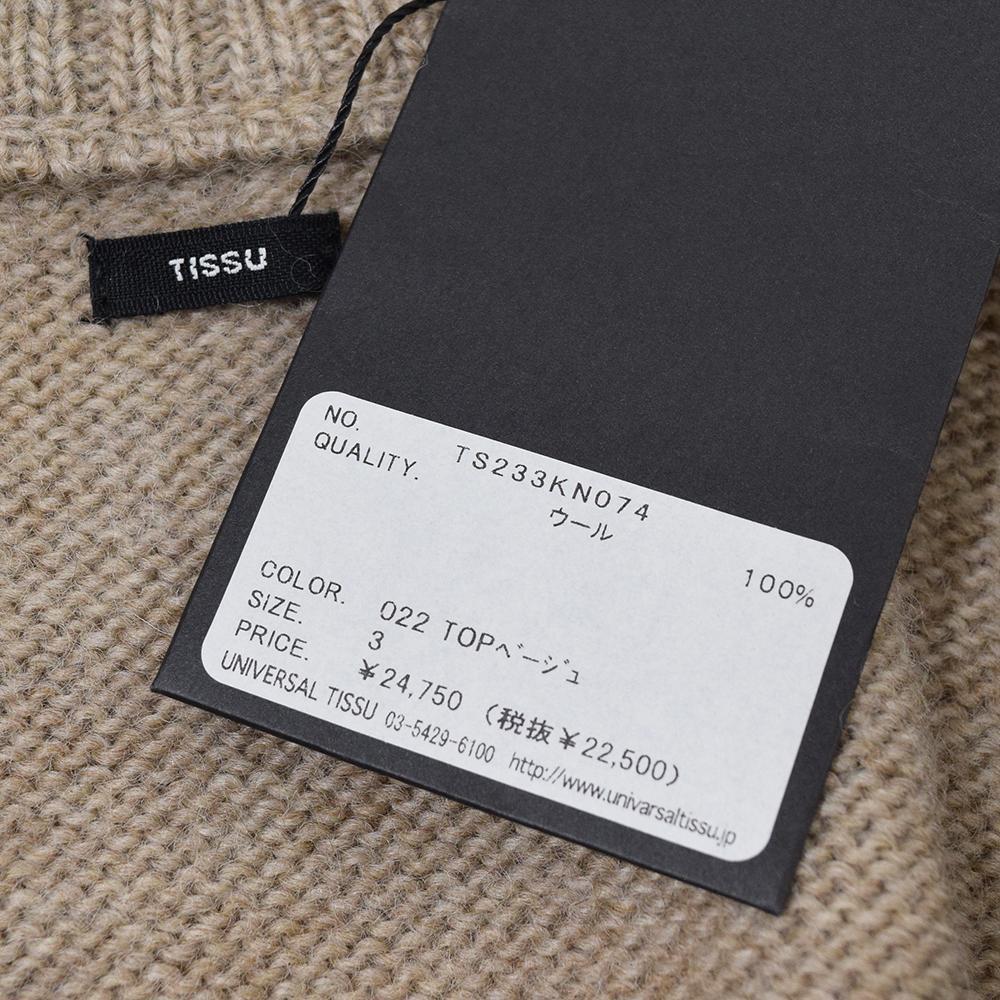 TISSU
NO. TS233KN074
QUALITY. ウール 100%
COLOR. 022 TOPベージュ
SIZE. 3
PRICE. ¥24,750 (税抜¥22,500)
UNIVERSAL TISSU 03-5429-6100 http://www.univarsaltissu.jp